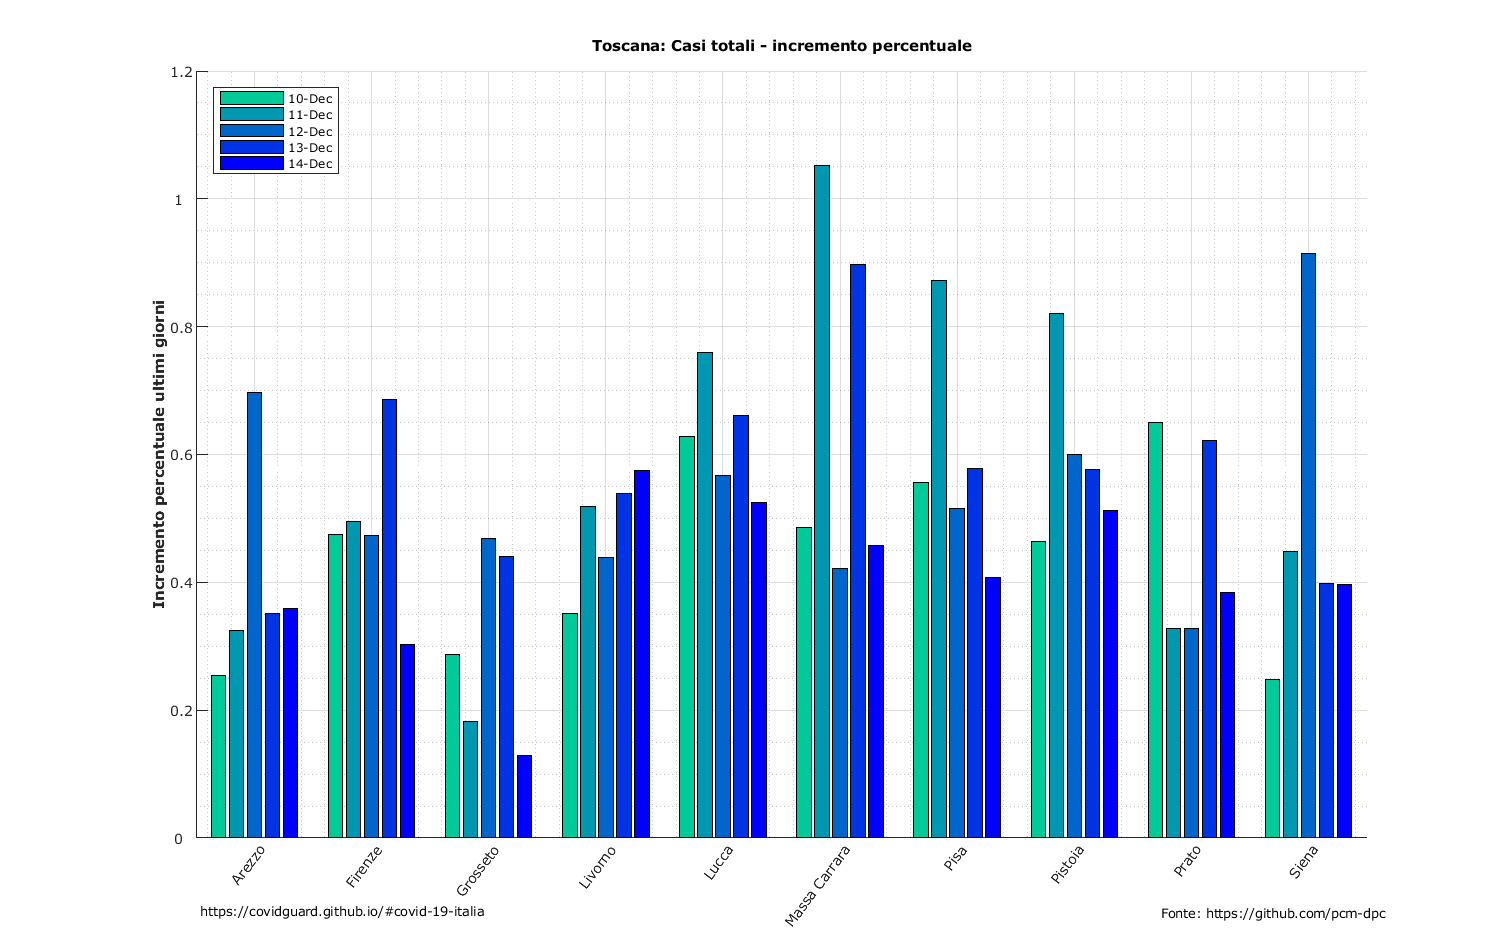 Toscana: Casi totali - incremento percentuale
Incremento percentuale ultimi giorni
1.2
1
0.8
0.6
0.4
0.2
0
10-Dec
11-Dec
12-Dec
13-Dec
14-Dec
Arezzo
Firenze
Grosseto
Livorno
Lucca
Massa Carrara
Pisa
Pistoia
Prato
Siena
https://covidguard.github.io/#covid-19-italia
Fonte: https://github.com/pcm-dpc